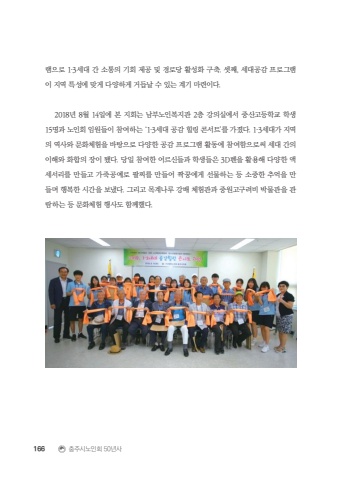 램으로 1·3세대 간 소통의 기회 제공 및 경로당 활성화 구축, 셋째, 세대공감 프로그램
이 지역 특성에 맞게 다양하게 거듭날 수 있는 계기 마련이다.
2018년 8월 14일에 본 지회는 남부노인복지관 2층 강의실에서 중산고등학교 학생
15명과 노인회 임원들이 참여하는 ‘1·3세대 공감 힐링 콘서트’를 가졌다. 1·3세대가 지역
의 역사와 문화체험을 바탕으로 다양한 공감 프로그램 활동에 참여함으로써 세대 간의
이해와 화합의 장이 됐다. 당일 참여한 어르신들과 학생들은 3D펜을 활용해 다양한 액
세서리를 만들고 가죽공예로 팔찌를 만들어 짝꿍에게 선물하는 등 소중한 추억을 만
들며 행복한 시간을 보냈다. 그리고 목계나루 강배 체험관과 중원고구려비 박물관을 관
람하는 등 문화체험 행사도 함께했다.
166 충주시노인회 50년사